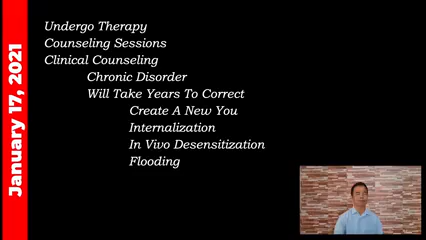 Undergo Therapy
Counseling Sessions
Clinical Counseling
Chronic Disorder
Will Take Years To Correct
Create A New You
Internalization
In Vivo Desensitization
Flooding
January 17, 2021